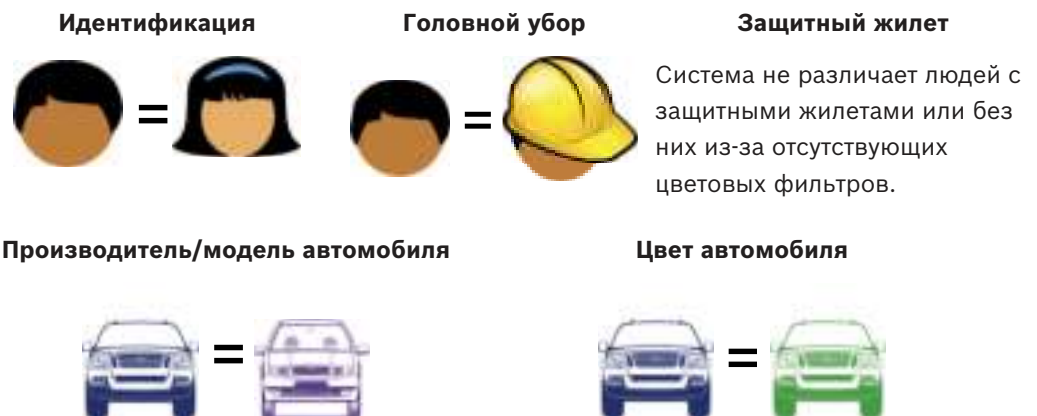 Идентификация
Головной убор
Защитный жилет
=
=
Система не различает людей с
защитными жилетами или без
них из-за отсутствующих
цветовых фильтров.
Производитель/модель автомобиля
Цвет автомобиля
=
=